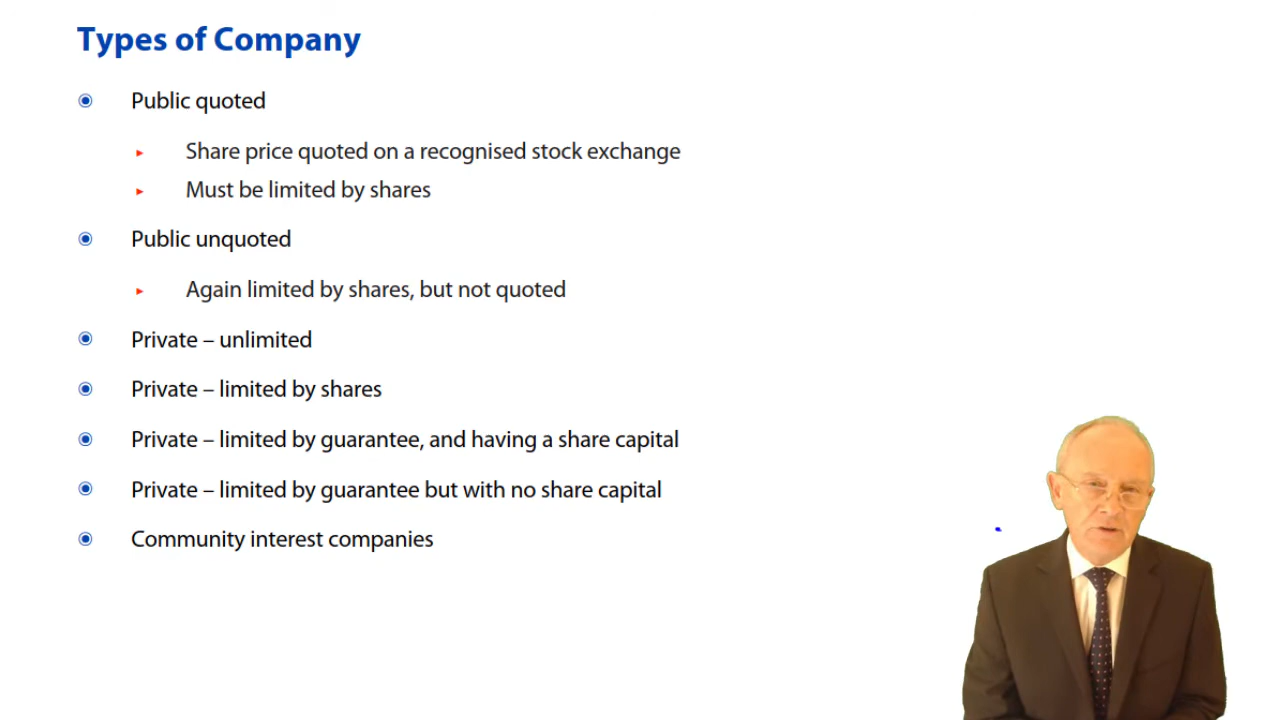 Types of Company
Public quoted
Share price quoted on a recognised stock exchange
Must be limited by shares
Public unquoted
Again limited by shares, but not quoted
Private – unlimited
Private – limited by shares
Private – limited by guarantee, and having a share capital
Private – limited by guarantee but with no share capital
Community interest companies